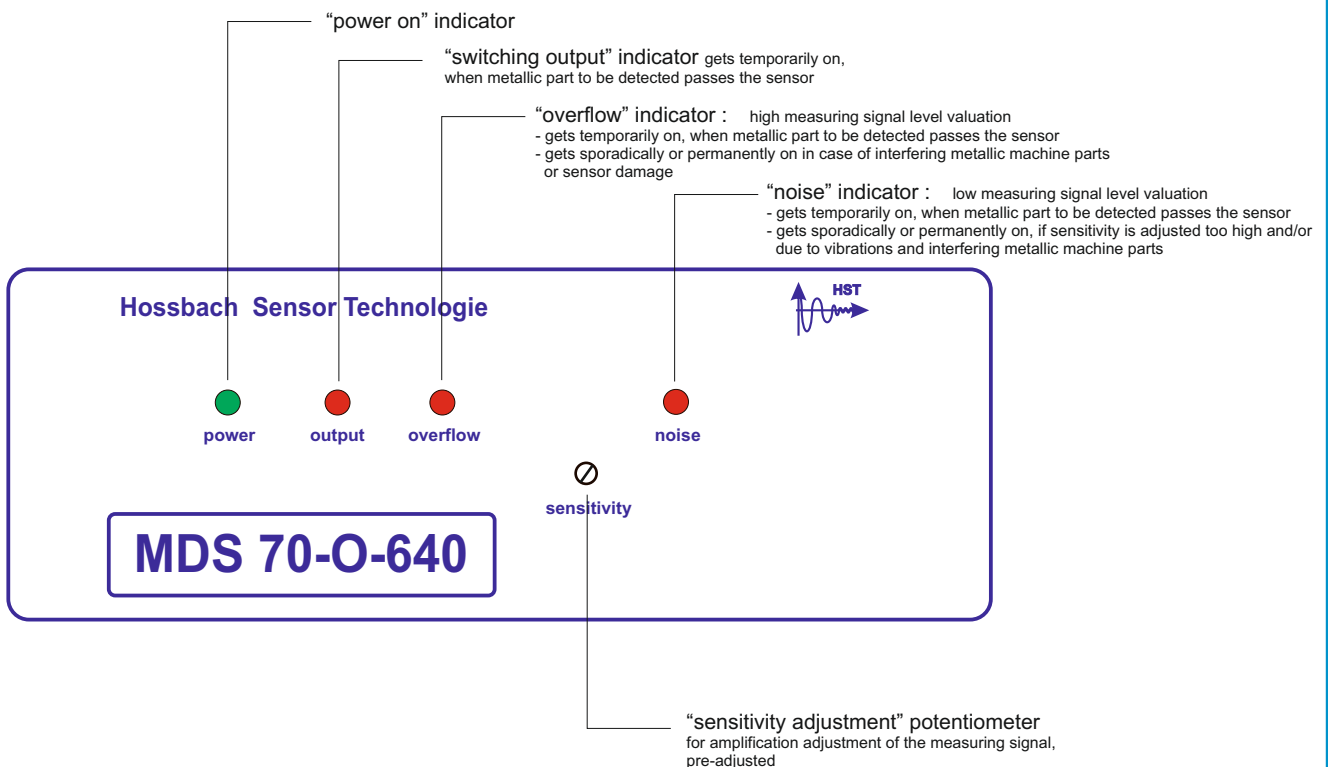 “power on” indicator
“switching output” indicator gets temporarily on,
when metallic part to be detected passes the sensor
“overflow” indicator : high measuring signal level valuation
- gets temporarily on, when metallic part to be detected passes the sensor
- gets sporadically or permanently on in case of interfering metallic machine parts
or sensor damage
“noise” indicator : low measuring signal level valuation
- gets temporarily on, when metallic part to be detected passes the sensor
- gets sporadically or permanently on, if sensitivity is adjusted too high and/or
due to vibrations and interfering metallic machine parts
Hossbach Sensor Technologie
HST
power
output
overflow
noise
sensitivity
MDS 70-O-640
“sensitivity adjustment” potentiometer
for amplification adjustment of the measuring signal,
pre-adjusted